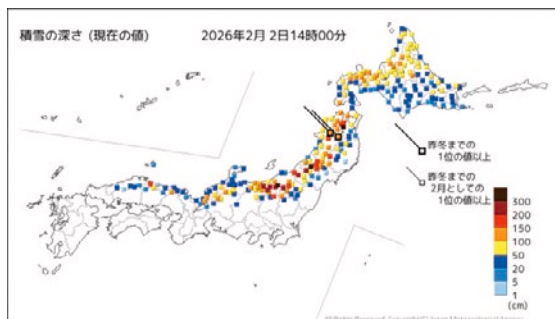 積雪の深さ (現在の値)
2026年2月 2日14時00分
昨冬までの
1位の値以上
昨冬までの
2月としての
1位の値以上
300
200
150
100
50
20
5
1
(cm)